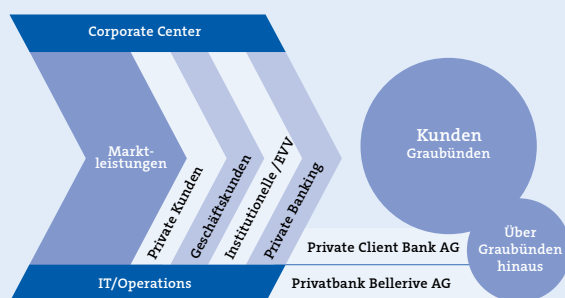 Corporate Center
Markt-
leistungen
Private Kunden
Geschäftskunden
Institutionelle /EVV
Private Banking
Kunden
Graubünden
Über
Graubünden
hinaus
Private Client Bank AG
IT/Operations
Privatbank Bellerive AG